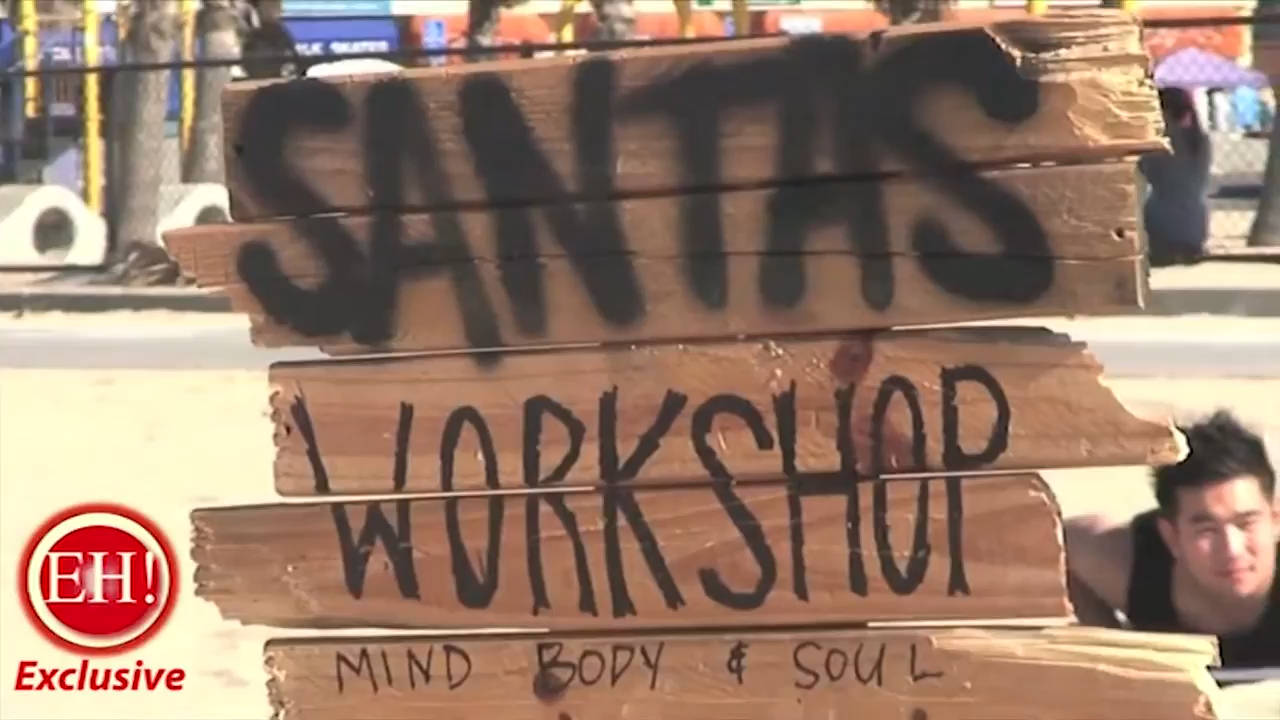 SANTAS
WORKSHOP
MIND BODY & SOUL
EH!
Exclusive